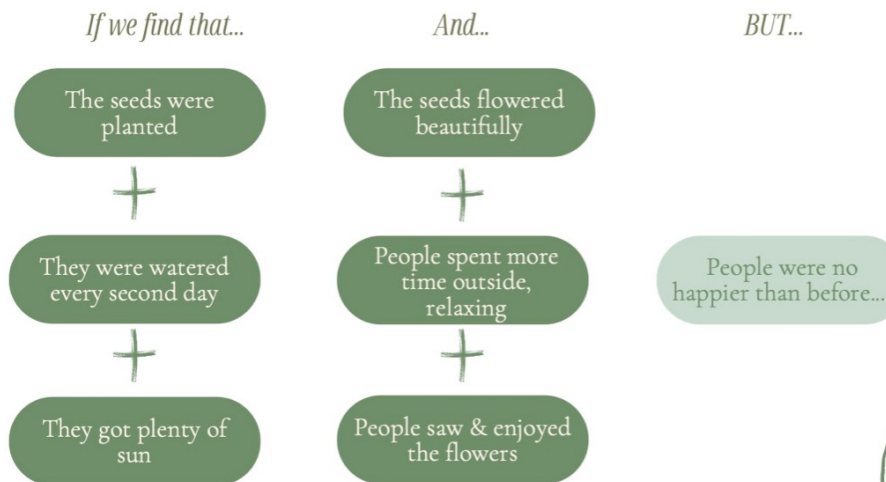 If we find that...
And...
BUT...
The seeds were
planted
The seeds flowered
beautifully
They were watered
every second day
People spent more
time outside,
relaxing
People were no
happier than before...
They got plenty of
sun
People saw & enjoyed
the flowers